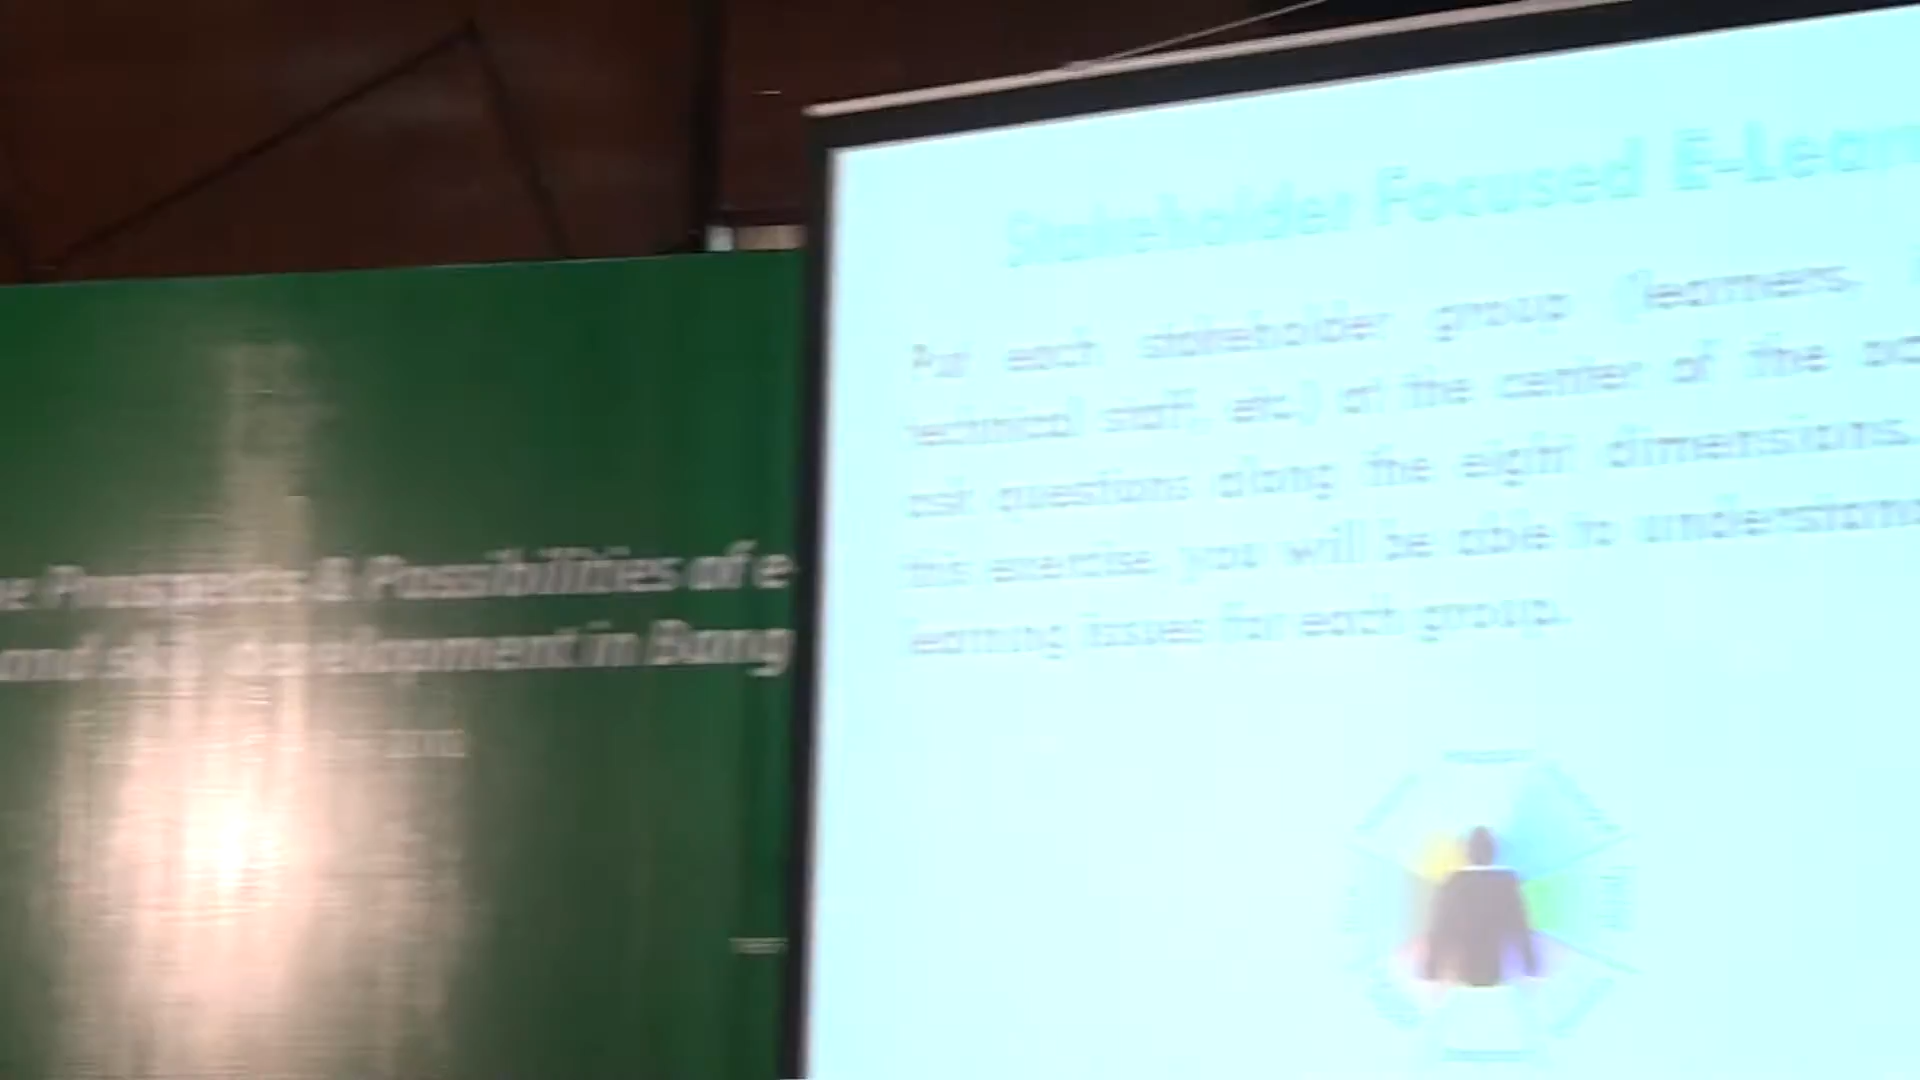 Prospects & Possibilities of e
and skill development in Bang
Stakeholder Focused E-Lear
Put each stakeholder group (learners,
technical staff, etc.) at the center of the
ask questions along the eight dimensions.
this exercise, you will be able to understand
learning issues for each group.